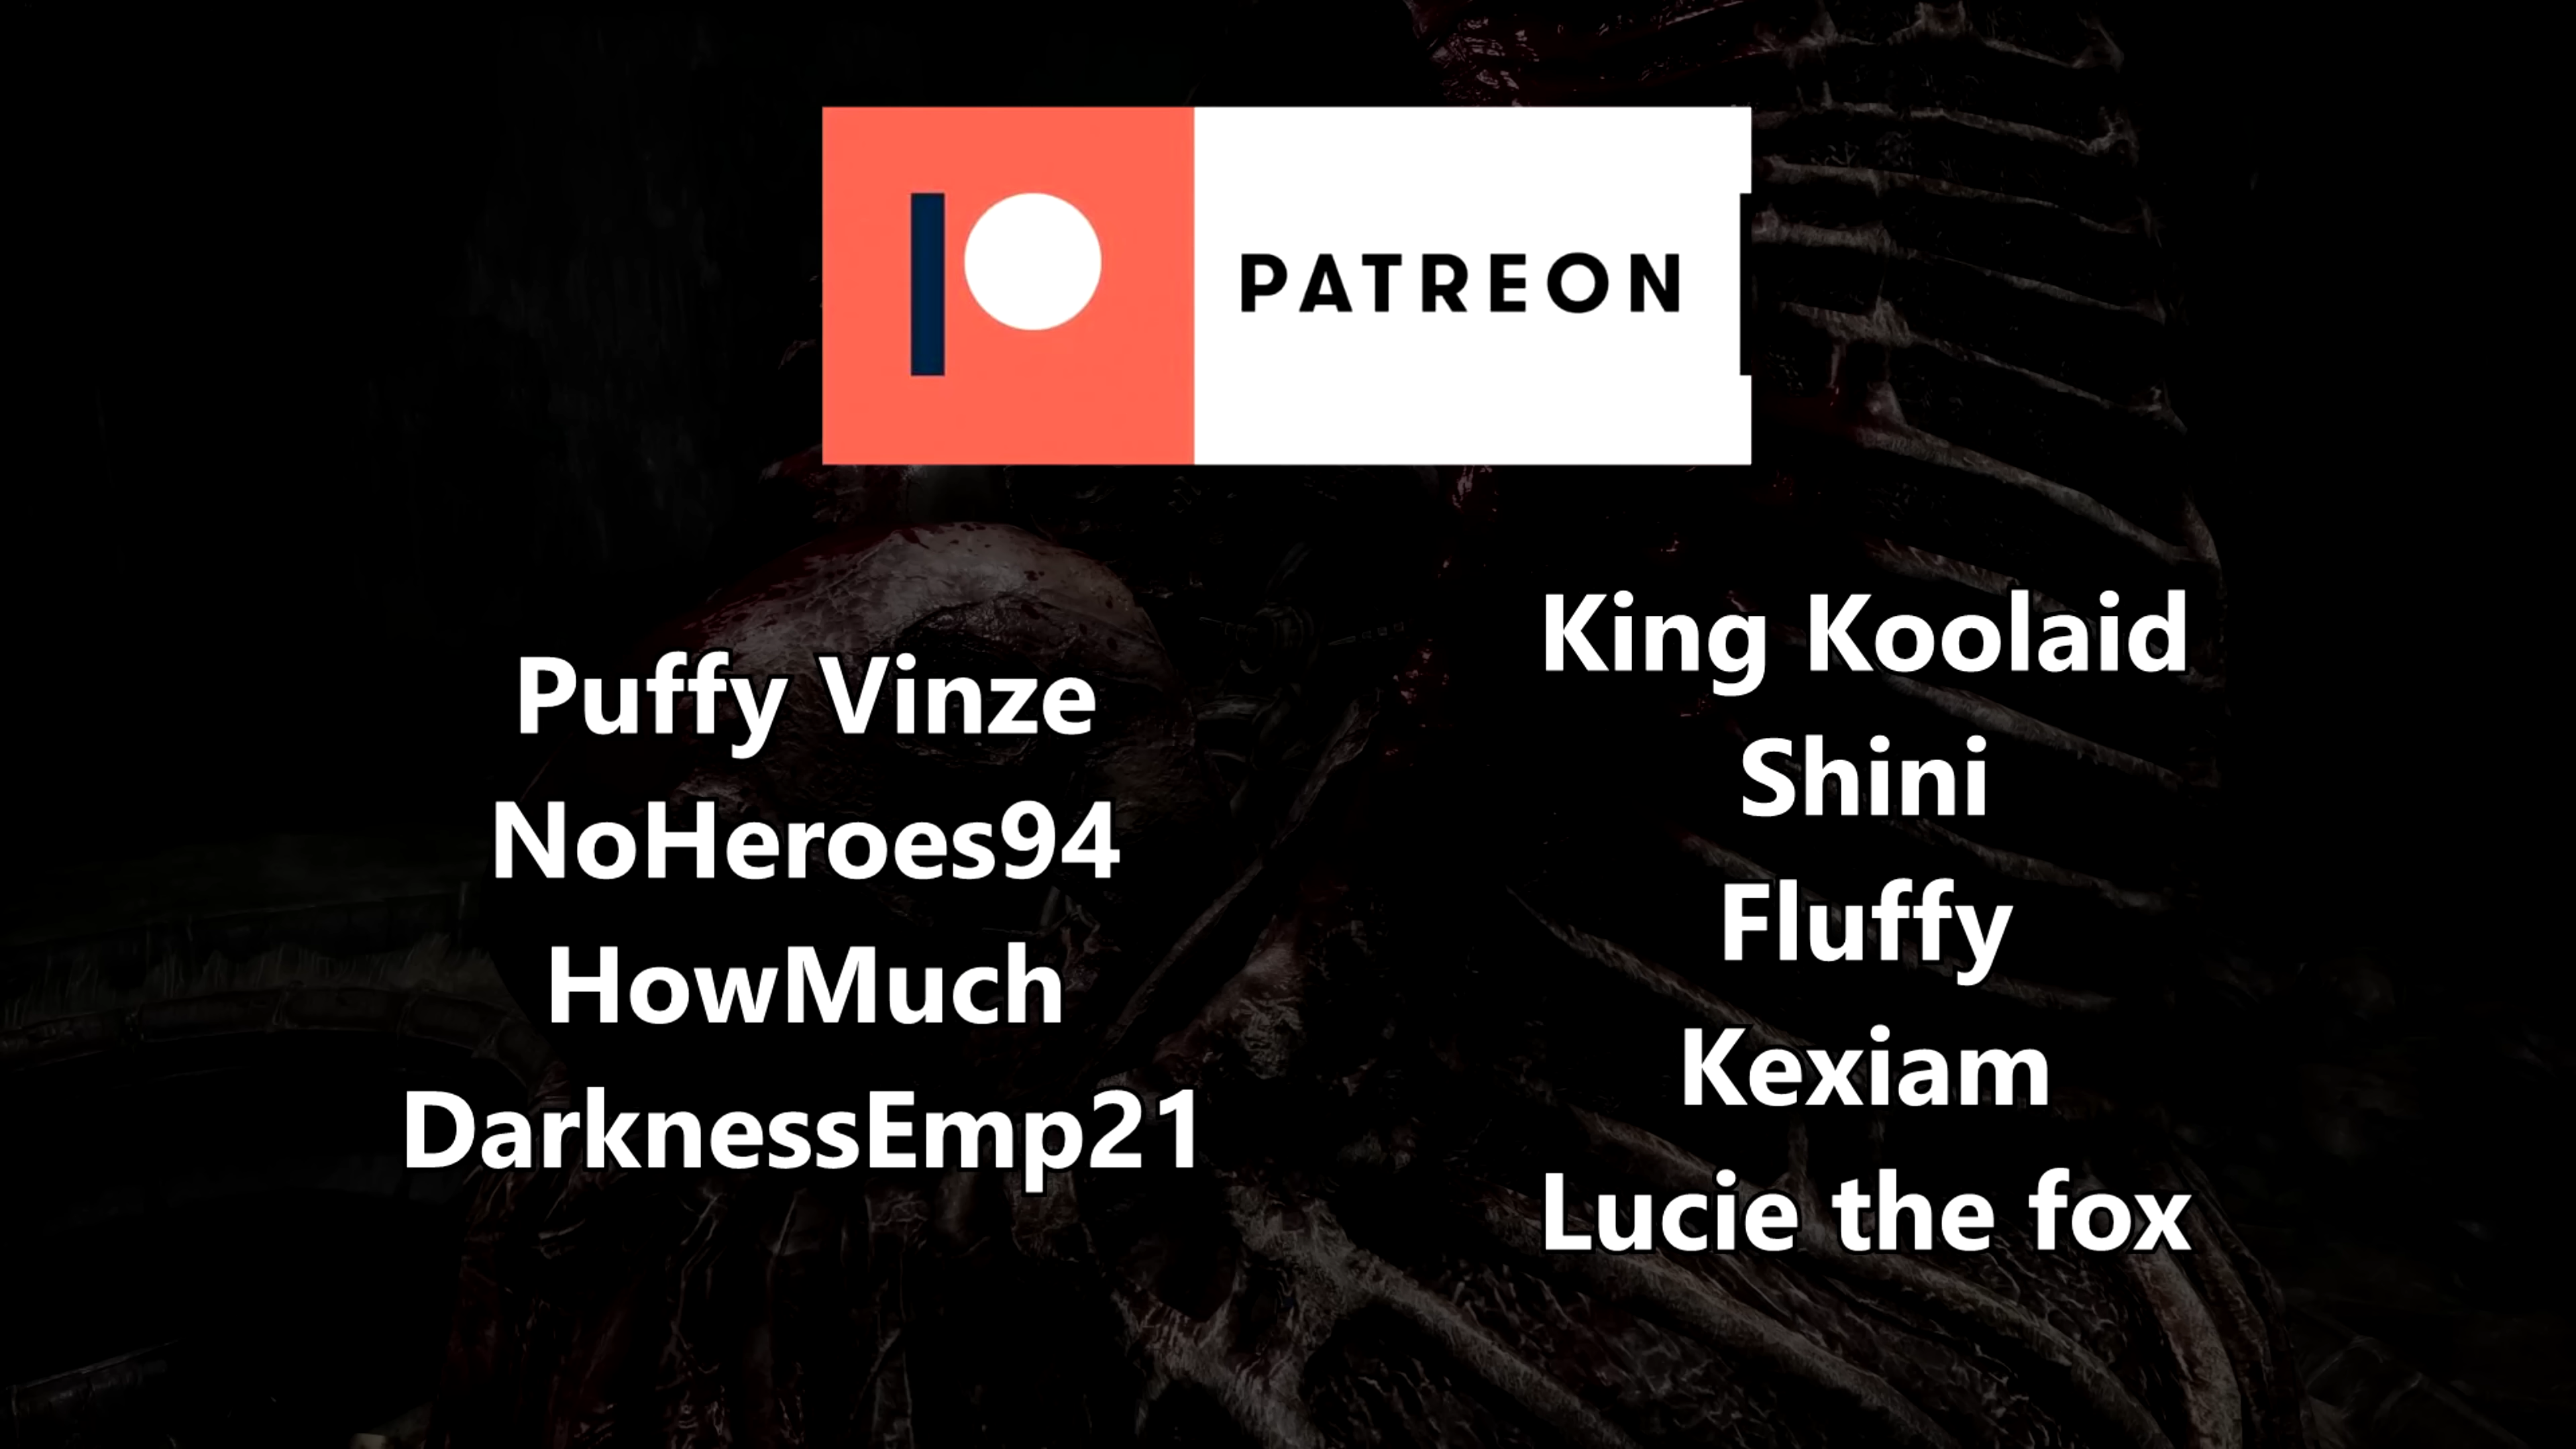 PATREON
Puffy Vinze
NoHeroes94
HowMuch
DarknessEmp21
King Koolaid
Shini
Fluffy
Kexiam
Lucie the fox